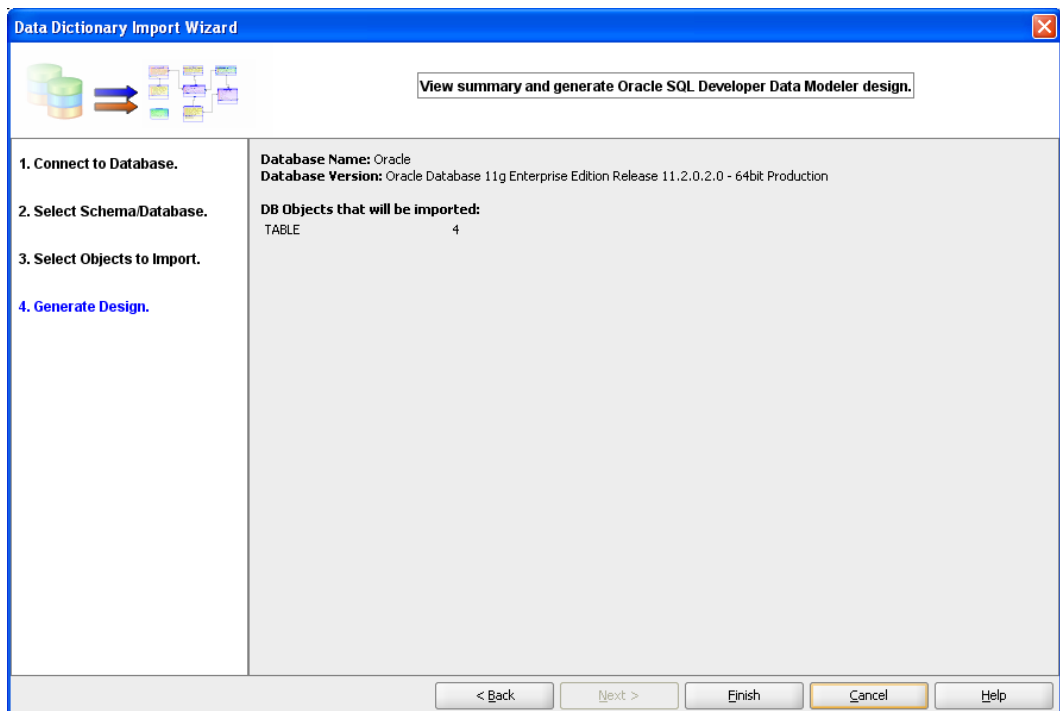 Data Dictionary Import Wizard
View summary and generate Oracle SQL Developer Data Modeler design.
1. Connect to Database.
2. Select Schema/Database.
3. Select Objects to Import.
4. Generate Design.
Database Name: Oracle
Database Version: Oracle Database 11g Enterprise Edition Release 11.2.0.2.0 - 64bit Production
DB Objects that will be imported:
TABLE 4
< Back Next > Finish Cancel Help